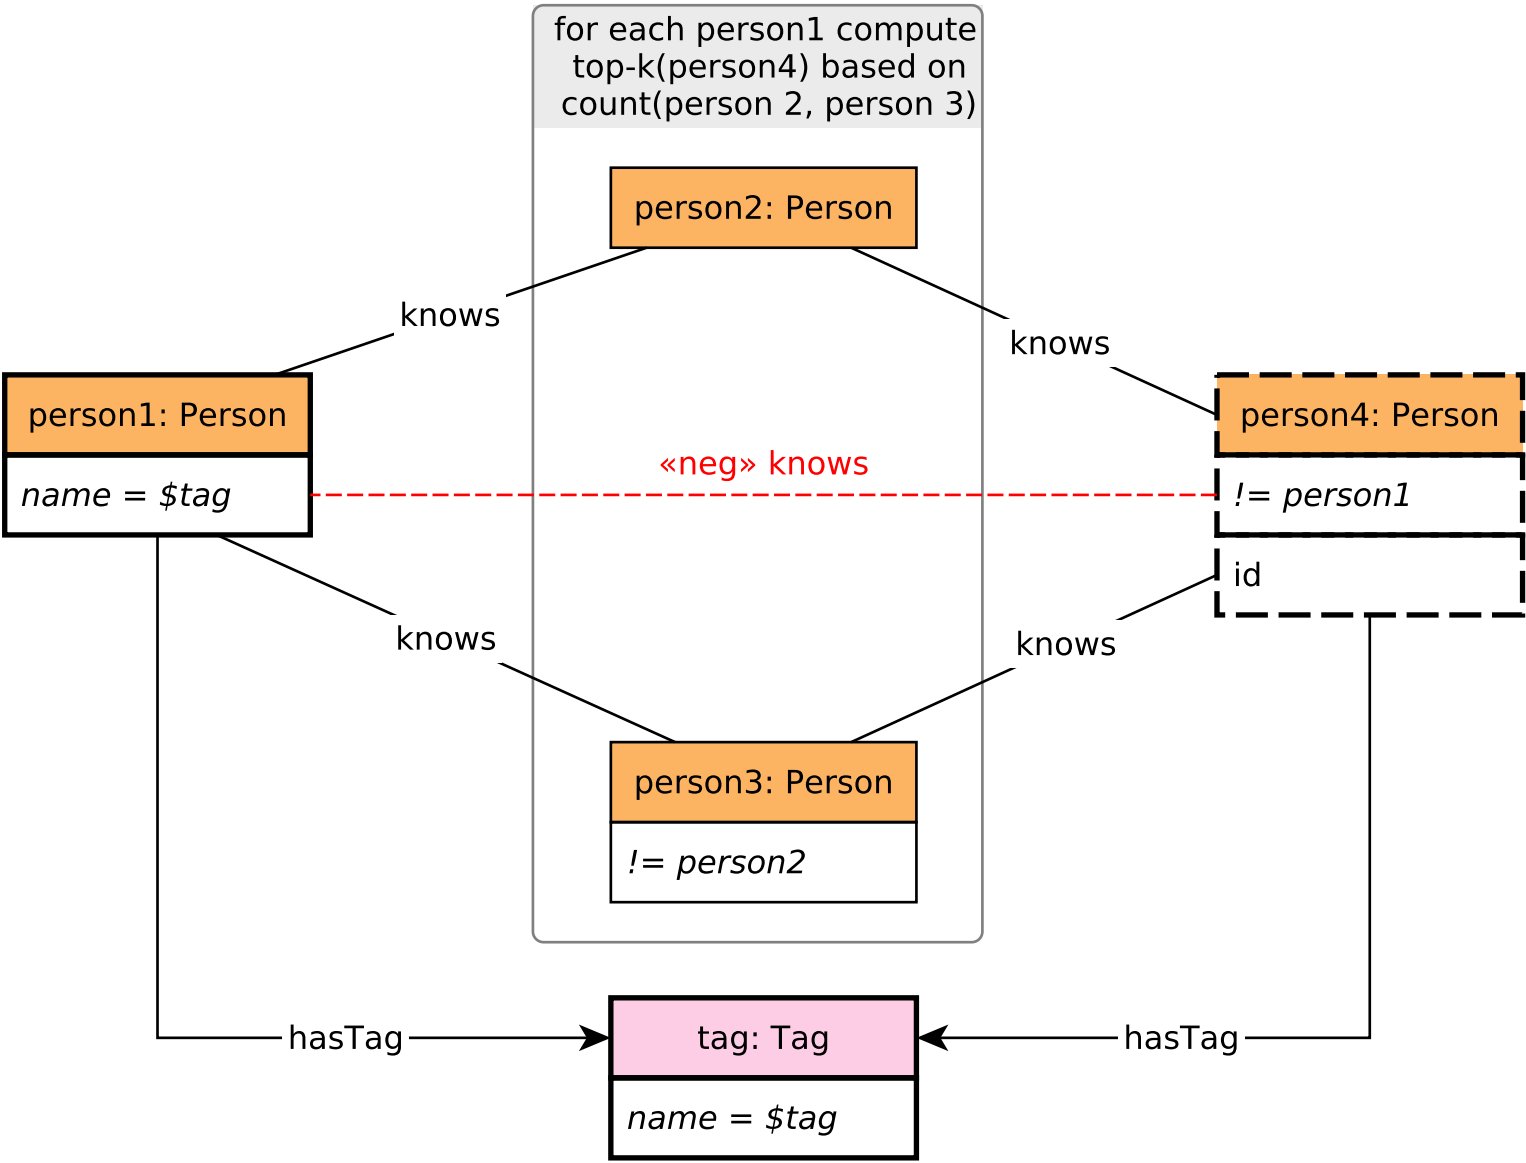 for each person1 compute
top-k(person4) based on
count(person 2, person 3)
person2: Person
knows
knows
person1: Person
name = $tag
«neg» knows
person4: Person
!= person1
id
knows
knows
person3: Person
!= person2
hasTag
tag: Tag
name = $tag
hasTag